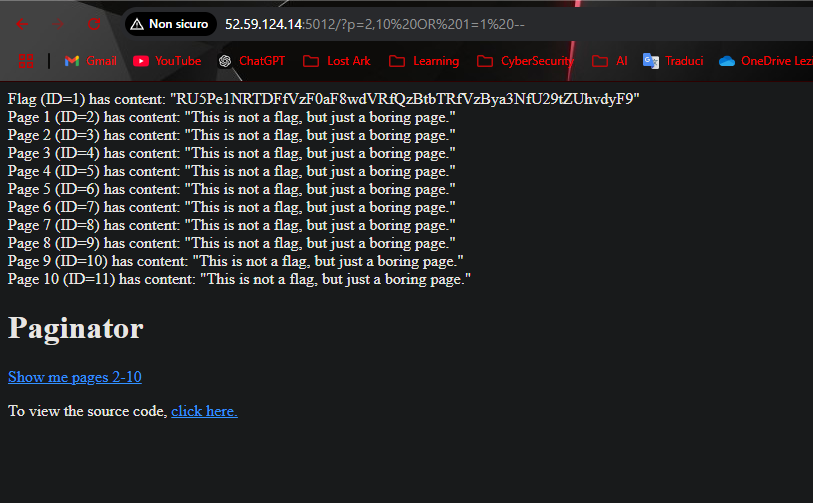 Non sicuro 52.59.124.14:5012/?p=2,10%20OR%201=1%20--
Gmail YouTube ChatGPT Lost Ark Learning CyberSecurity AI Traduci OneDrive Lezi
Flag (ID=1) has content: "RU5Pe1NRTDFfVzF0aF8wdVRfQzBtbTRfVzBya3NfU29tZUhvdyF9"
Page 1 (ID=2) has content: "This is not a flag, but just a boring page."
Page 2 (ID=3) has content: "This is not a flag, but just a boring page."
Page 3 (ID=4) has content: "This is not a flag, but just a boring page."
Page 4 (ID=5) has content: "This is not a flag, but just a boring page."
Page 5 (ID=6) has content: "This is not a flag, but just a boring page."
Page 6 (ID=7) has content: "This is not a flag, but just a boring page."
Page 7 (ID=8) has content: "This is not a flag, but just a boring page."
Page 8 (ID=9) has content: "This is not a flag, but just a boring page."
Page 9 (ID=10) has content: "This is not a flag, but just a boring page."
Page 10 (ID=11) has content: "This is not a flag, but just a boring page."
Paginator
Show me pages 2-10
To view the source code, click here.